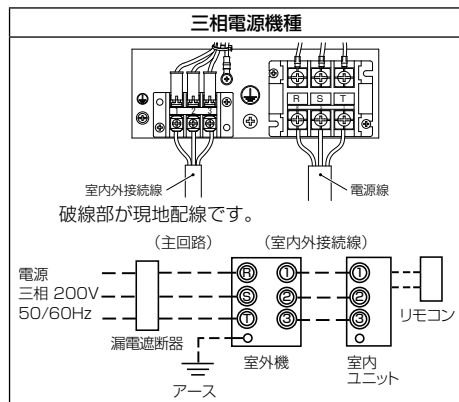 三相電源機種
1 2 3
R S T
室内外接続線
電源線
破線部が現地配線です。
(主回路) (室内外接続線)
電源
三相 200V
50/60Hz
R
S
T
1
2
3
1
2
3
リモコン
漏電遮断器
室外機
室内
ユニット
アース